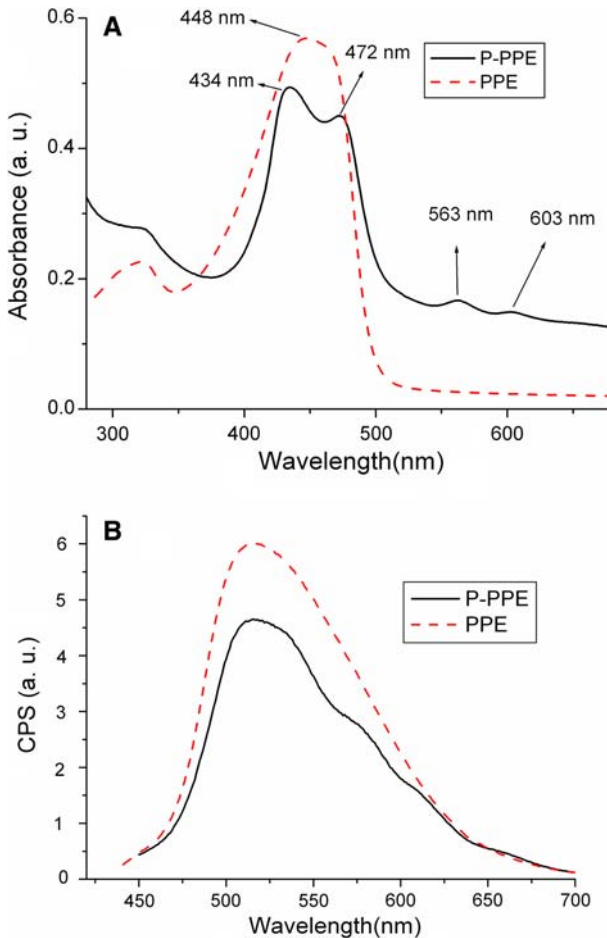 A
448 nm
472 nm
434 nm
563 nm
603 nm
P-PPE
PPE
0.6
0.4
0.2
0.0
Absorbance (a. u.)
300 400 500 600
Wavelength(nm)
B
P-PPE
PPE
6
5
4
3
2
1
0
CPS (a. u.)
450 500 550 600 650 700
Wavelength(nm)